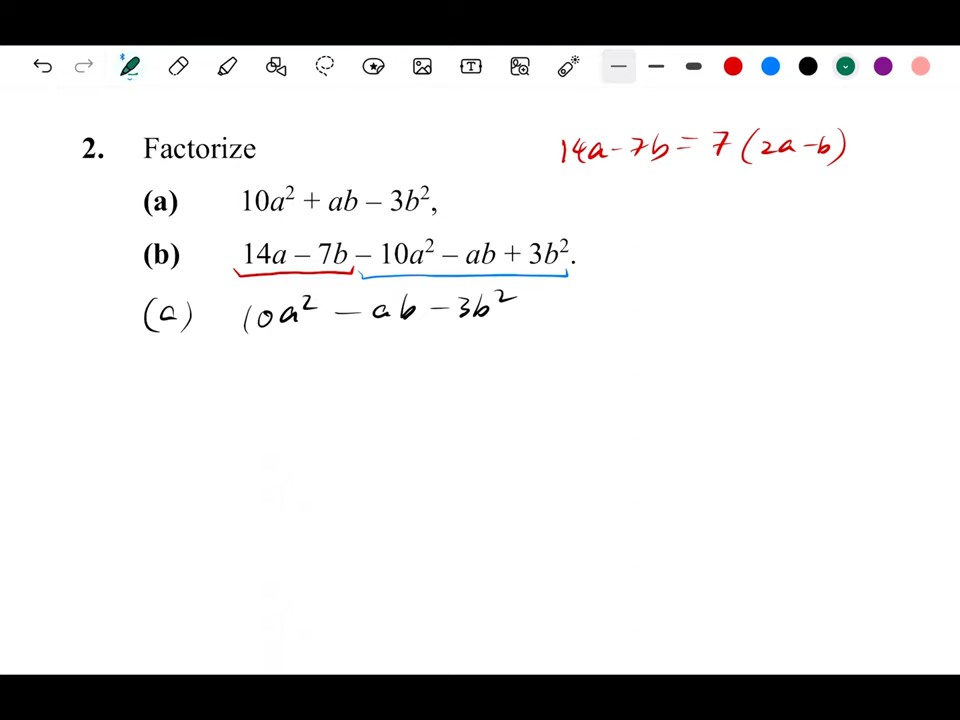 2. Factorize
14a - 7b = 7(2a - b)
(a) 10a² + ab – 3b²,
(b) 14a – 7b – 10a² – ab + 3b².
(a) 10a² - ab - 3b²